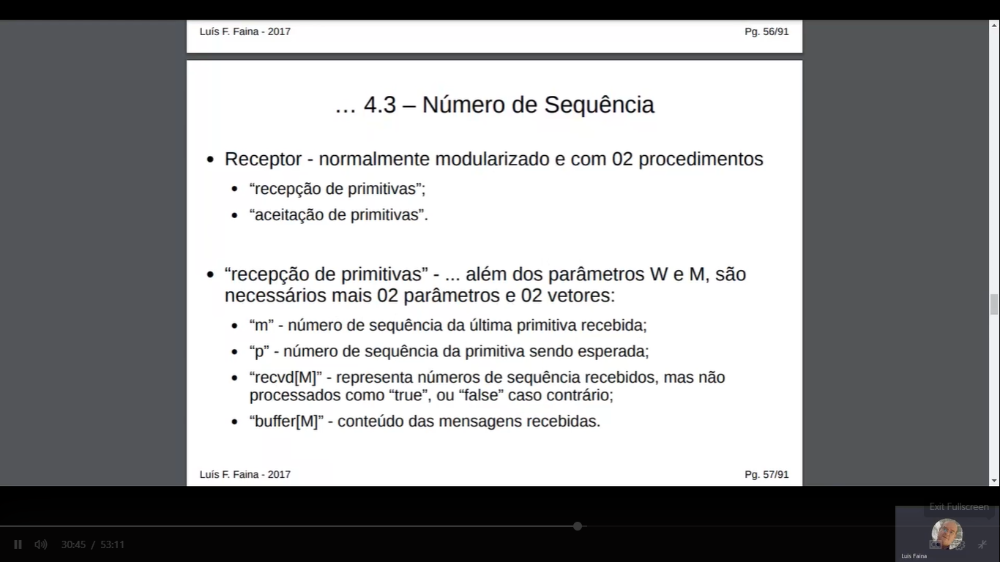 Luís F. Faina - 2017 Pg. 56/91
… 4.3 – Número de Sequência
• Receptor - normalmente modularizado e com 02 procedimentos
• “recepção de primitivas”;
• “aceitação de primitivas”.
• “recepção de primitivas” - ... além dos parâmetros W e M, são
necessários mais 02 parâmetros e 02 vetores:
• “m” - número de sequência da última primitiva recebida;
• “p” - número de sequência da primitiva sendo esperada;
• “recvd[M]” - representa números de sequência recebidos, mas não
processados como “true”, ou “false” caso contrário;
• “buffer[M]” - conteúdo das mensagens recebidas.
Luís F. Faina - 2017 Pg. 57/91
Exit Fullscreen
30:45 / 53:11
Luis Faina